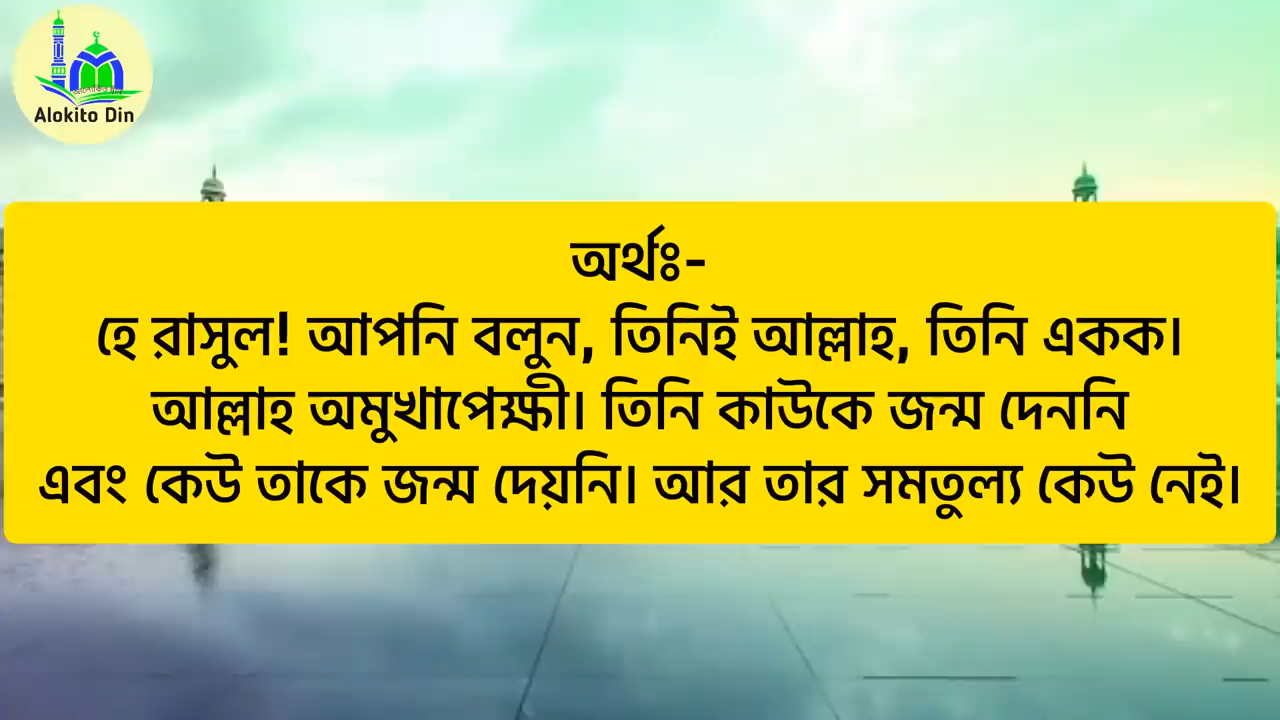 Alokito Din
অর্থঃ-
হে রাসুল! আপনি বলুন, তিনিই আল্লাহ, তিনি একক।
আল্লাহ অমুখাপেক্ষী। তিনি কাউকে জন্ম দেননি
এবং কেউ তাকে জন্ম দেয়নি। আর তার সমতুল্য কেউ নেই।